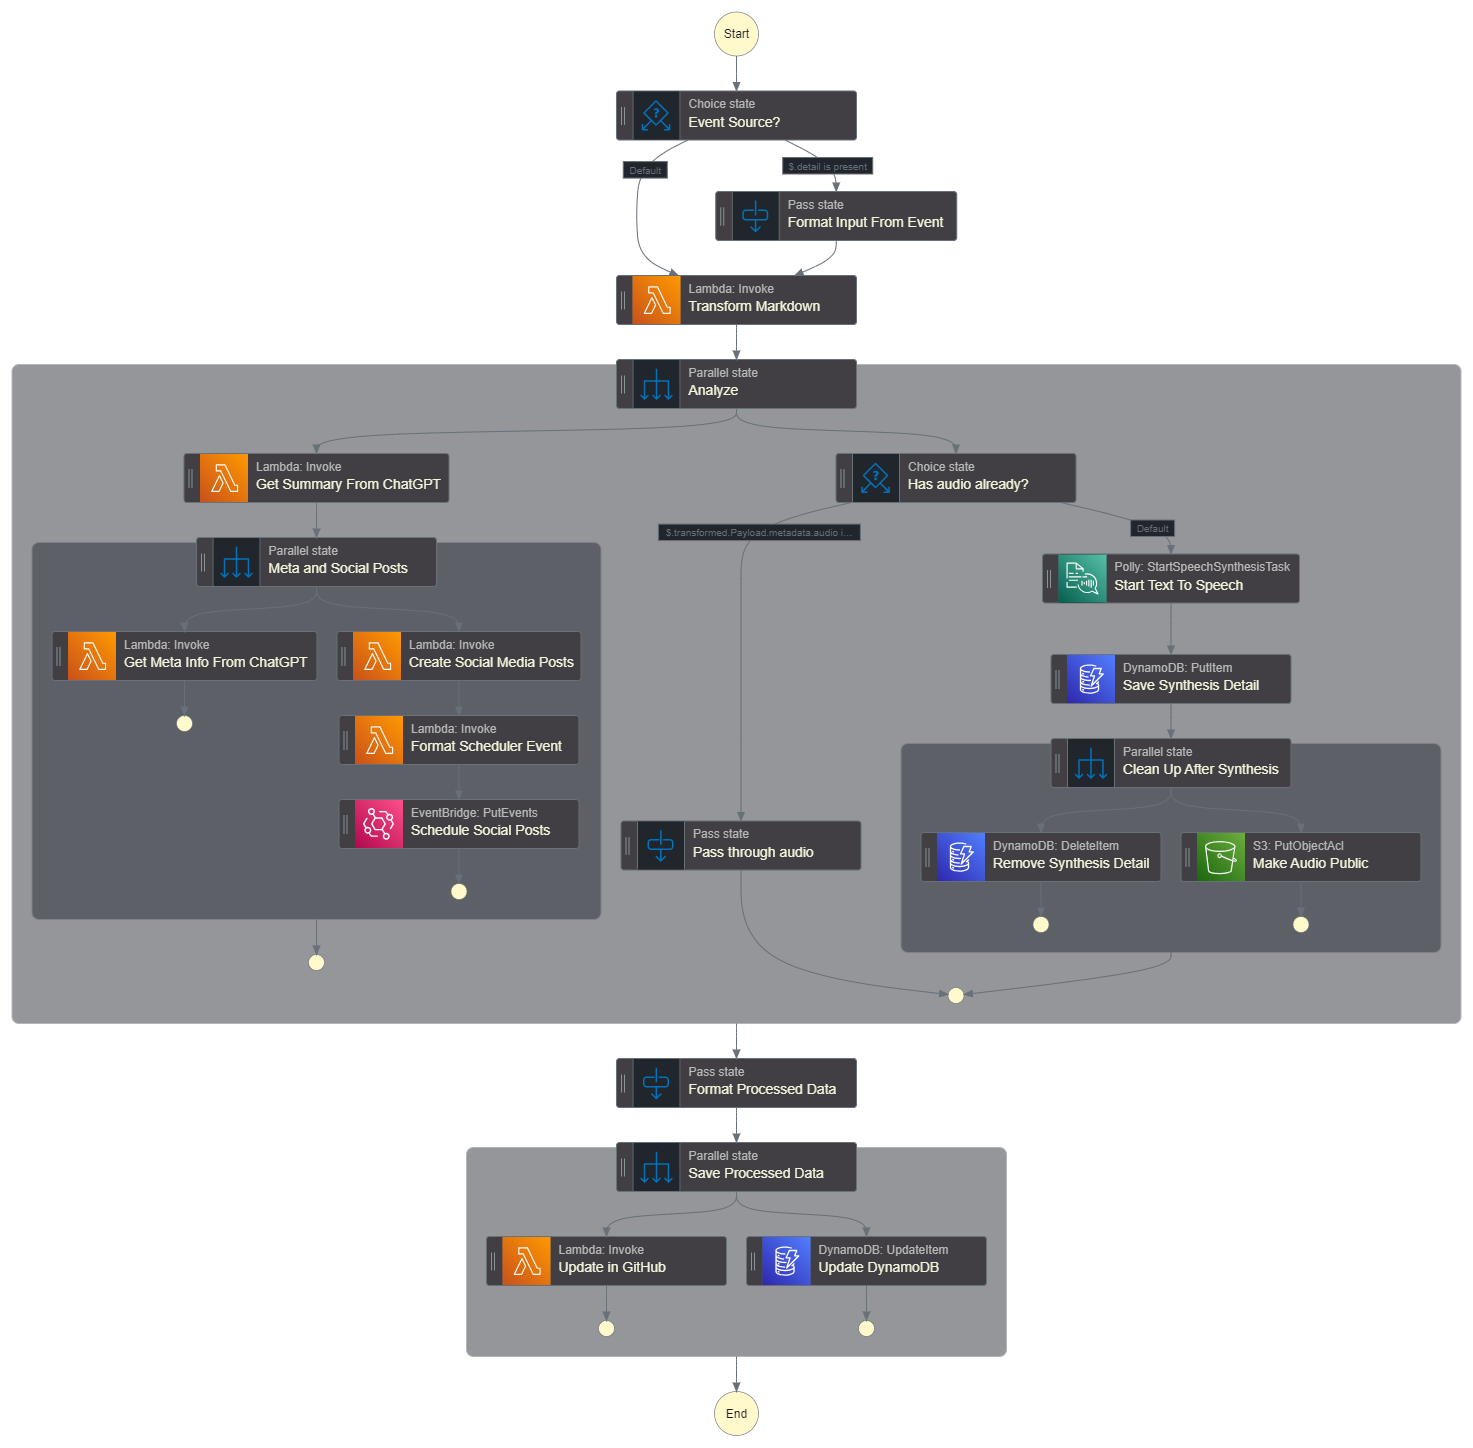 Start
Choice state
Event Source?
Default
$.detail is present
Pass state
Format Input From Event
Lambda: Invoke
Transform Markdown
Parallel state
Analyze
Lambda: Invoke
Get Summary From ChatGPT
Choice state
Has audio already?
$.transformed.Payload.metadata.audio i...
Default
Parallel state
Meta and Social Posts
Polly: StartSpeechSynthesisTask
Start Text To Speech
Lambda: Invoke
Get Meta Info From ChatGPT
Lambda: Invoke
Create Social Media Posts
DynamoDB: PutItem
Save Synthesis Detail
Lambda: Invoke
Format Scheduler Event
Parallel state
Clean Up After Synthesis
EventBridge: PutEvents
Schedule Social Posts
Pass state
Pass through audio
DynamoDB: DeleteItem
Remove Synthesis Detail
S3: PutObjectAcl
Make Audio Public
Pass state
Format Processed Data
Parallel state
Save Processed Data
Lambda: Invoke
Update in GitHub
DynamoDB: UpdateItem
Update DynamoDB
End